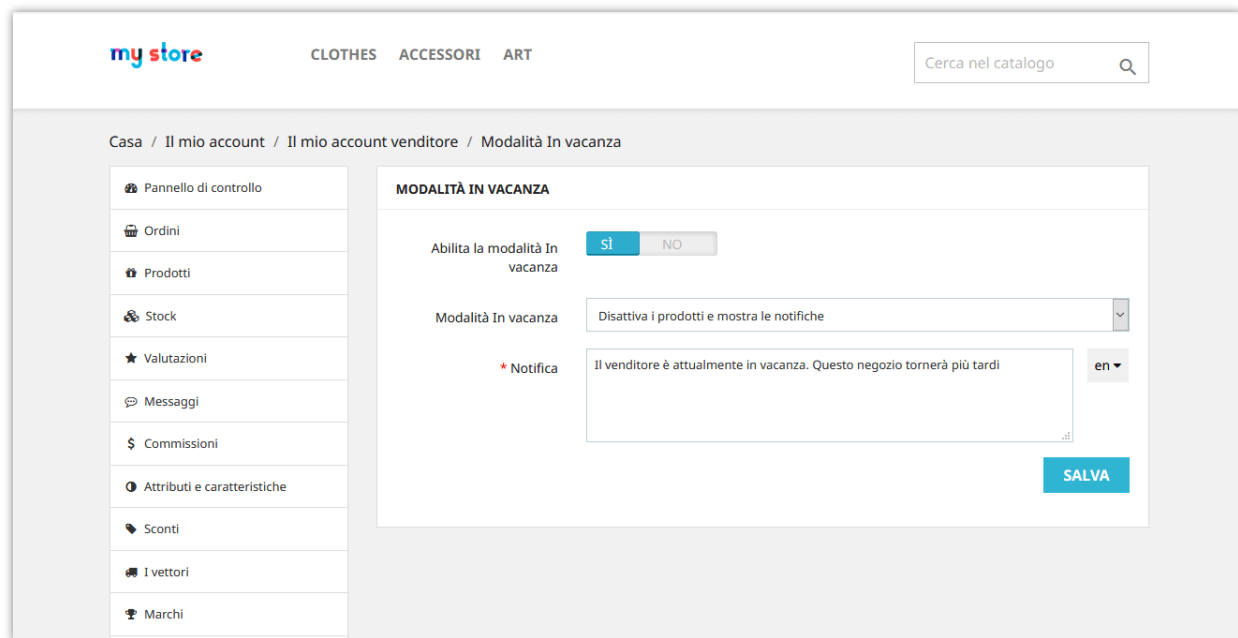 my store
CLOTHES ACCESSORI ART
Cerca nel catalogo
Casa / Il mio account / Il mio account venditore / Modalità In vacanza
Pannello di controllo
Ordini
Prodotti
Stock
Valutazioni
Messaggi
Commissioni
Attributi e caratteristiche
Sconti
I vettori
Marchi
MODALITÀ IN VACANZA
Abilita la modalità In
vacanza
SÌ NO
Modalità In vacanza
Disattiva i prodotti e mostra le notifiche
* Notifica
Il venditore è attualmente in vacanza. Questo negozio tornerà più tardi
en
SALVA